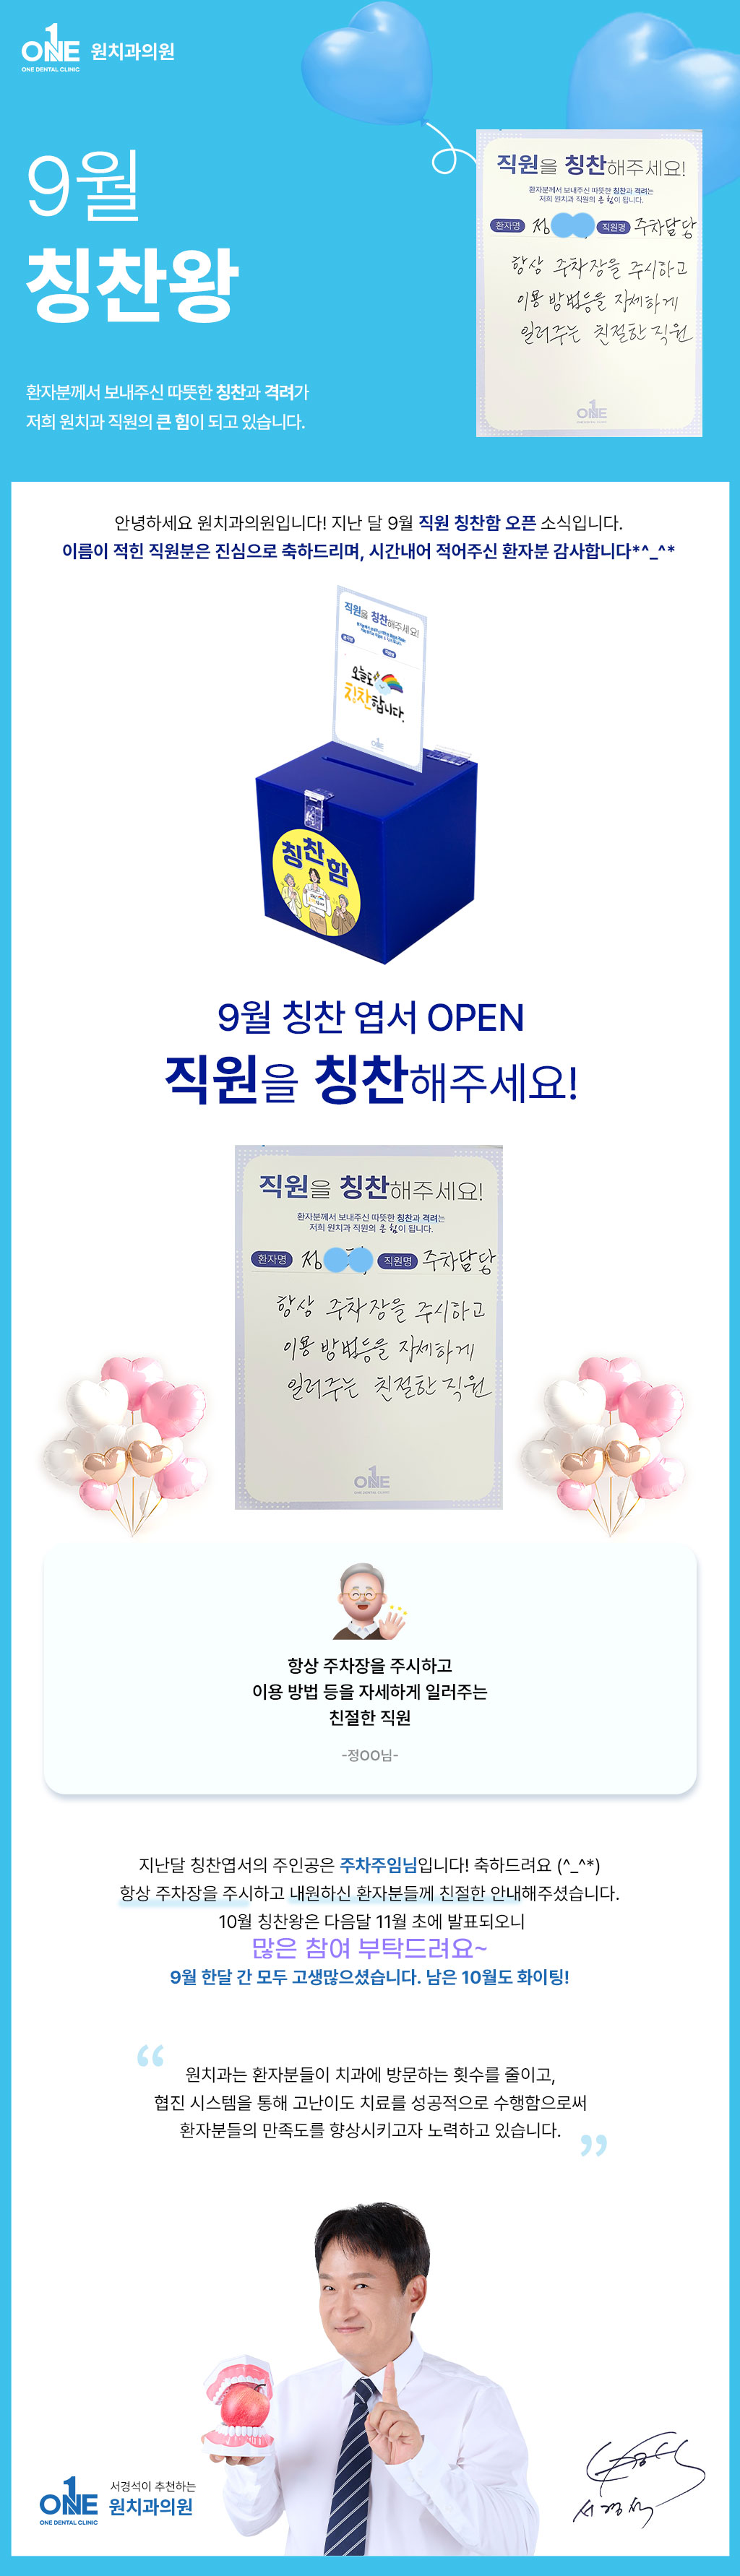 1
ONE
ONE DENTAL CLINIC
원치과의원
9월
칭찬왕
환자분께서 보내주신 따뜻한 칭찬과 격려가
저희 원치과 직원의 큰 힘이 되고 있습니다.
직원을 칭찬해주세요!
환자분께서 보내주신 따뜻한 칭찬과 격려는
저희 원치과 직원의 큰 힘이 됩니다.
환자명 정 직원명 주차담당
항상 주차장을 주시하고
이용 방법등을 자세하게
일러주는 친절한 직원
1
ONE
안녕하세요 원치과의원입니다! 지난 달 9월 직원 칭찬함 오픈 소식입니다.
이름이 적힌 직원분은 진심으로 축하드리며, 시간내어 적어주신 환자분 감사합니다*^_^*
직원을 칭찬해주세요!
오늘도
칭찬합니다.
칭찬함
9월 칭찬 엽서 OPEN
직원을 칭찬해주세요!
직원을 칭찬해주세요!
환자분께서 보내주신 따뜻한 칭찬과 격려는
저희 원치과 직원의 큰 힘이 됩니다.
환자명 정 직원명 주차담당
항상 주차장을 주시하고
이용 방법등을 자세하게
일러주는 친절한 직원
1
ONE
항상 주차장을 주시하고
이용 방법 등을 자세하게 일러주는
친절한 직원
-정OO님-
지난달 칭찬엽서의 주인공은 주차주임님입니다! 축하드려요 (^_^*)
항상 주차장을 주시하고 내원하신 환자분들께 친절한 안내해주셨습니다.
10월 칭찬왕은 다음달 11월 초에 발표되오니
많은 참여 부탁드려요~
9월 한달 간 모두 고생많으셨습니다. 남은 10월도 화이팅!
“ 원치과는 환자분들이 치과에 방문하는 횟수를 줄이고,
협진 시스템을 통해 고난이도 치료를 성공적으로 수행함으로써
환자분들의 만족도를 향상시키고자 노력하고 있습니다. ”
1
ONE
ONE DENTAL CLINIC
서경석이 추천하는
원치과의원
서경석